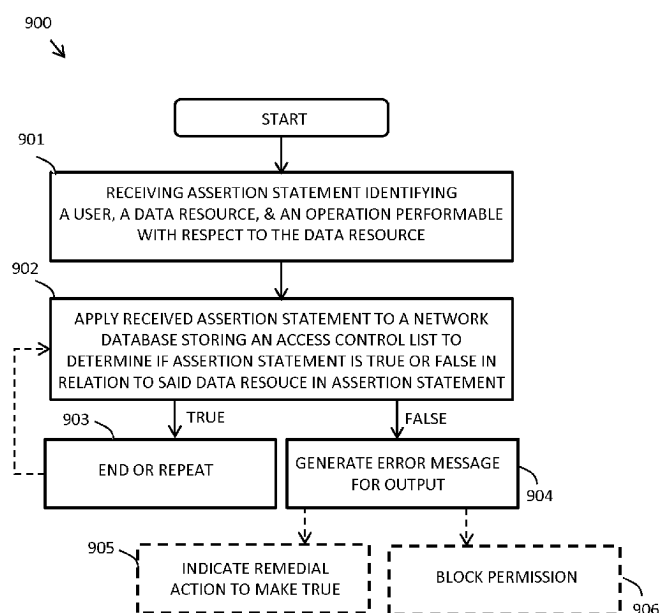 900
START
901
RECEIVING ASSERTION STATEMENT IDENTIFYING
A USER, A DATA RESOURCE, & AN OPERATION PERFORMABLE
WITH RESPECT TO THE DATA RESOURCE
902
APPLY RECEIVED ASSERTION STATEMENT TO A NETWORK
DATABASE STORING AN ACCESS CONTROL LIST TO
DETERMINE IF ASSERTION STATEMENT IS TRUE OR FALSE IN
RELATION TO SAID DATA RESOUCE IN ASSERTION STATEMENT
903
TRUE
FALSE
END OR REPEAT
GENERATE ERROR MESSAGE
FOR OUTPUT
904
905
INDICATE REMEDIAL
ACTION TO MAKE TRUE
BLOCK PERMISSION
906